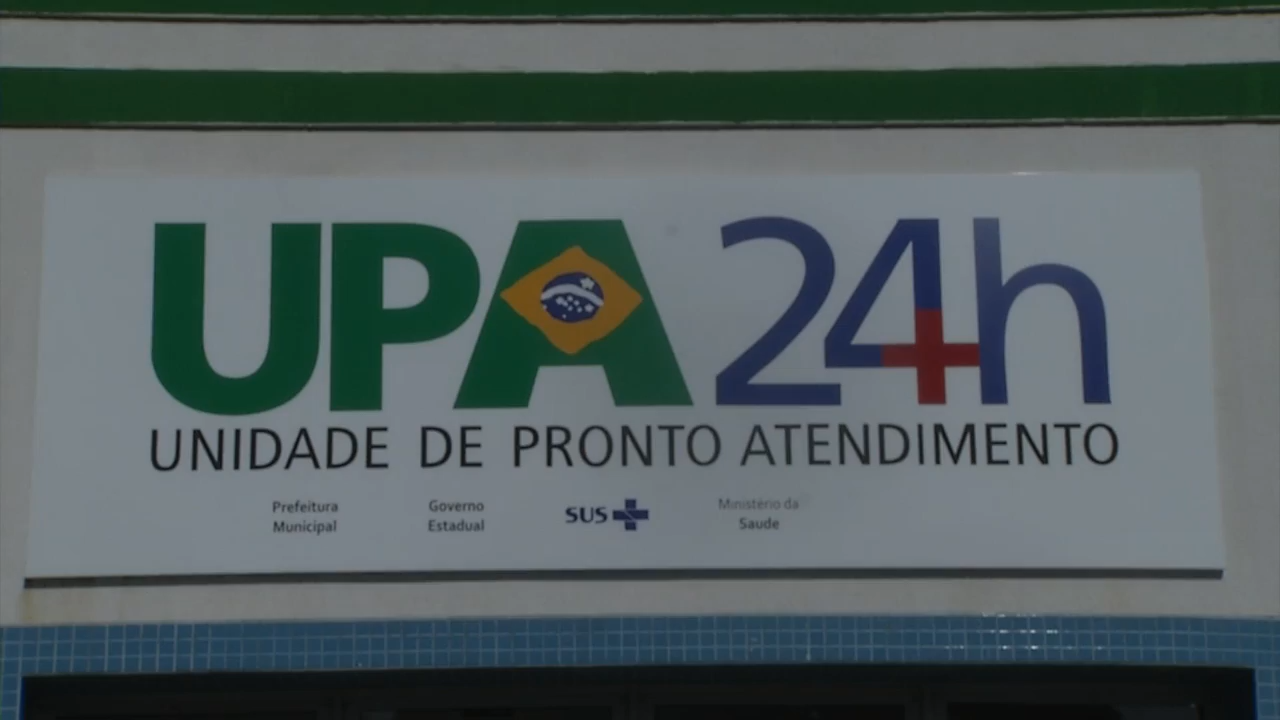 UPA 24h
UNIDADE DE PRONTO ATENDIMENTO
Prefeitura Municipal
Governo Estadual
SUS
Ministério da Saude